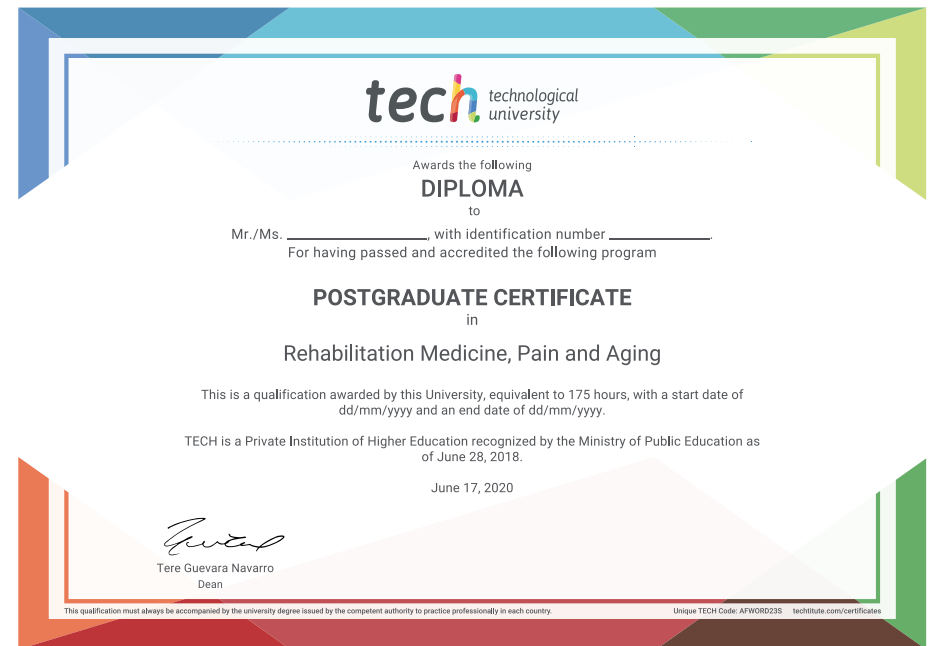 tech technological
university
Awards the following
DIPLOMA
to
Mr./Ms. ____________________, with identification number ______________.
For having passed and accredited the following program
POSTGRADUATE CERTIFICATE
in
Rehabilitation Medicine, Pain and Aging
This is a qualification awarded by this University, equivalent to 175 hours, with a start date of
dd/mm/yyyy and an end date of dd/mm/yyyy.
TECH is a Private Institution of Higher Education recognized by the Ministry of Public Education as
of June 28, 2018.
June 17, 2020
Tere Guevara Navarro
Dean
This qualification must always be accompanied by the university degree issued by the competent authority to practice professionally in each country.
Unique TECH Code: AFWORD23S techtitute.com/certificates